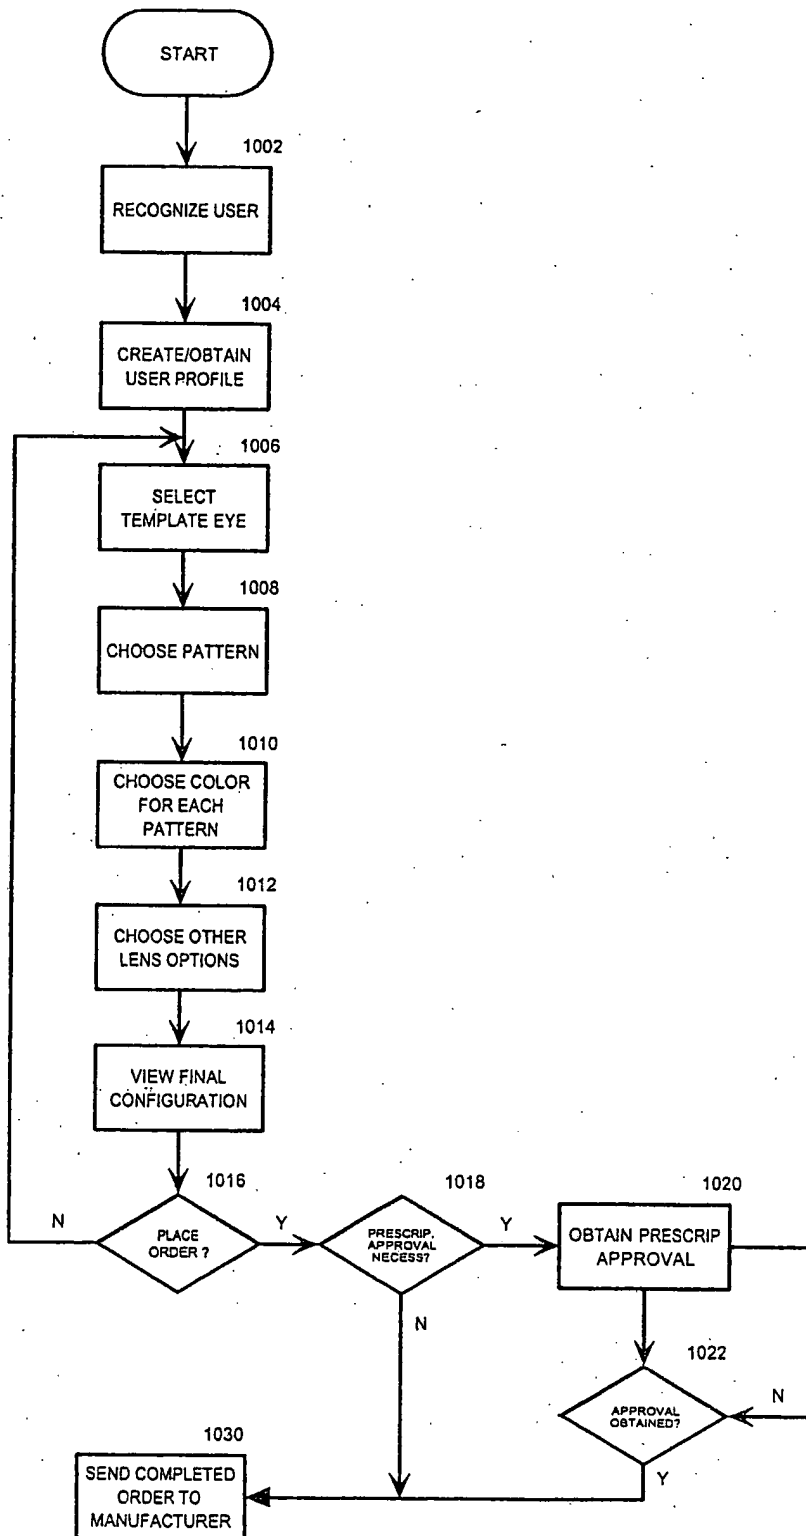 START
1002
RECOGNIZE USER
1004
CREATE/OBTAIN
USER PROFILE
1006
SELECT
TEMPLATE EYE
1008
CHOOSE PATTERN
1010
CHOOSE COLOR
FOR EACH
PATTERN
1012
CHOOSE OTHER
LENS OPTIONS
1014
VIEW FINAL
CONFIGURATION
1016
PLACE
ORDER ?
N
Y
1018
PRESCRIP.
APPROVAL
NECESS?
Y
N
1020
OBTAIN PRESCRIP
APPROVAL
1022
APPROVAL
OBTAINED?
N
Y
1030
SEND COMPLETED
ORDER TO
MANUFACTURER